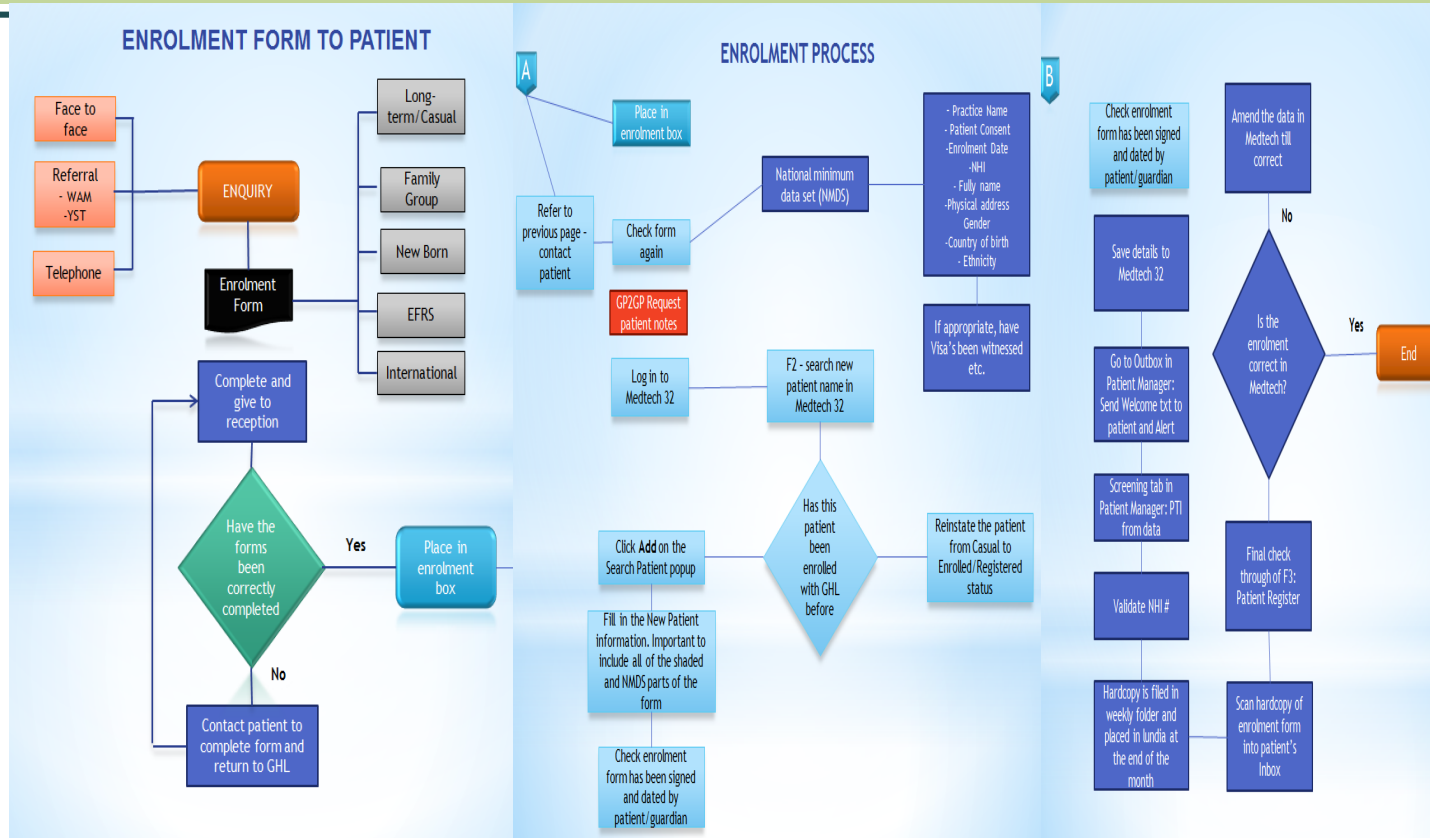 ENROLMENT FORM TO PATIENT
Face to
face
Referral
- WAM
-YST
Telephone
ENQUIRY
Enrolment
Form
Long-
term/Casual
Family
Group
New Born
EFRS
International
Complete and
give to
reception
Have the
forms
been
correctly
completed
Yes
Place in
enrolment
box
No
Contact patient to
complete form and
return to GHL
ENROLMENT PROCESS
A
Place in
enrolment box
Refer to
previous page -
contact
patient
Check form
again
National minimum
data set (NMDS)
- Practice Name
- Patient Consent
-Enrolment Date
-NHI
- Fully name
-Physical address
Gender
-Country of birth
- Ethnicity
If appropriate, have
Visa's been witnessed
etc.
GP2GP Request
patient notes
Log in to
Medtech 32
F2 - search new
patient name in
Medtech 32
Has this
patient
been
enrolled
with GHL
before
Reinstate the patient
from Casual to
Enrolled/Registered
status
Click Add on the
Search Patient popup
Fill in the New Patient
information. Important to
include all of the shaded
and NMDS parts of the
form
Check enrolment
form has been signed
and dated by
patient/guardian
B
Check enrolment
form has been signed
and dated by
patient/guardian
Save details to
Medtech 32
Go to Outbox in
Patient Manager:
Send Welcome txt to
patient and Alert
Screening tab in
Patient Manager: PTI
from data
Validate NHI #
Hardcopy is filed in
weekly folder and
placed in lundia at
the end of the
month
Scan hardcopy of
enrolment form
into patient's
Inbox
Final check
through of F3:
Patient Register
Is the
enrolment
correct in
Medtech?
No
Amend the data in
Medtech till
correct
Yes
End